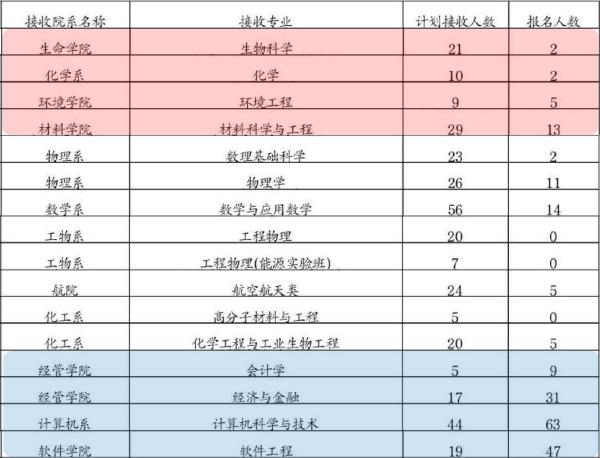 接收院系名称 接收专业 计划接收人数 报名人数
生命学院 生物科学 21 2
化学系 化学 10 2
环境学院 环境工程 9 5
材料学院 材料科学与工程 29 13
物理系 数理基础科学 23 2
物理系 物理学 26 11
数学系 数学与应用数学 56 14
工物系 工程物理 20 0
工物系 工程物理(能源实验班) 7 0
航院 航空航天类 24 5
化工系 高分子材料与工程 5 0
化工系 化学工程与工业生物工程 20 5
经管学院 会计学 5 9
经管学院 经济与金融 17 31
计算机系 计算机科学与技术 44 63
软件学院 软件工程 19 47